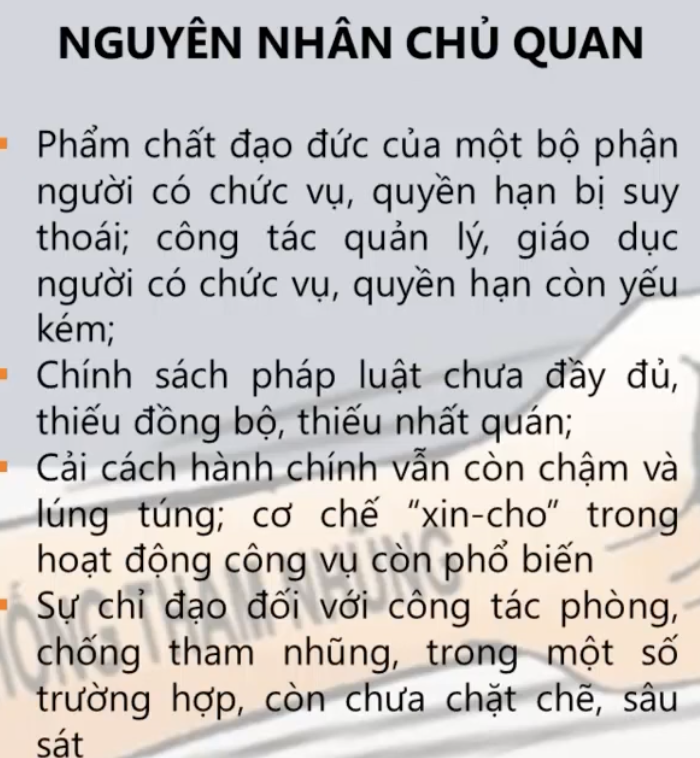 NGUYÊN NHÂN CHỦ QUAN
Phẩm chất đạo đức của một bộ phận
người có chức vụ, quyền hạn bị suy
thoái; công tác quản lý, giáo dục
người có chức vụ, quyền hạn còn yếu
kém;
Chính sách pháp luật chưa đầy đủ,
thiếu đồng bộ, thiếu nhất quán;
Cải cách hành chính vẫn còn chậm và
lúng túng; cơ chế “xin-cho” trong
hoạt động công vụ còn phổ biến
Sự chỉ đạo đối với công tác phòng,
chống tham nhũng, trong một số
trường hợp, còn chưa chặt chẽ, sâu
sát
THAM NHŨNG